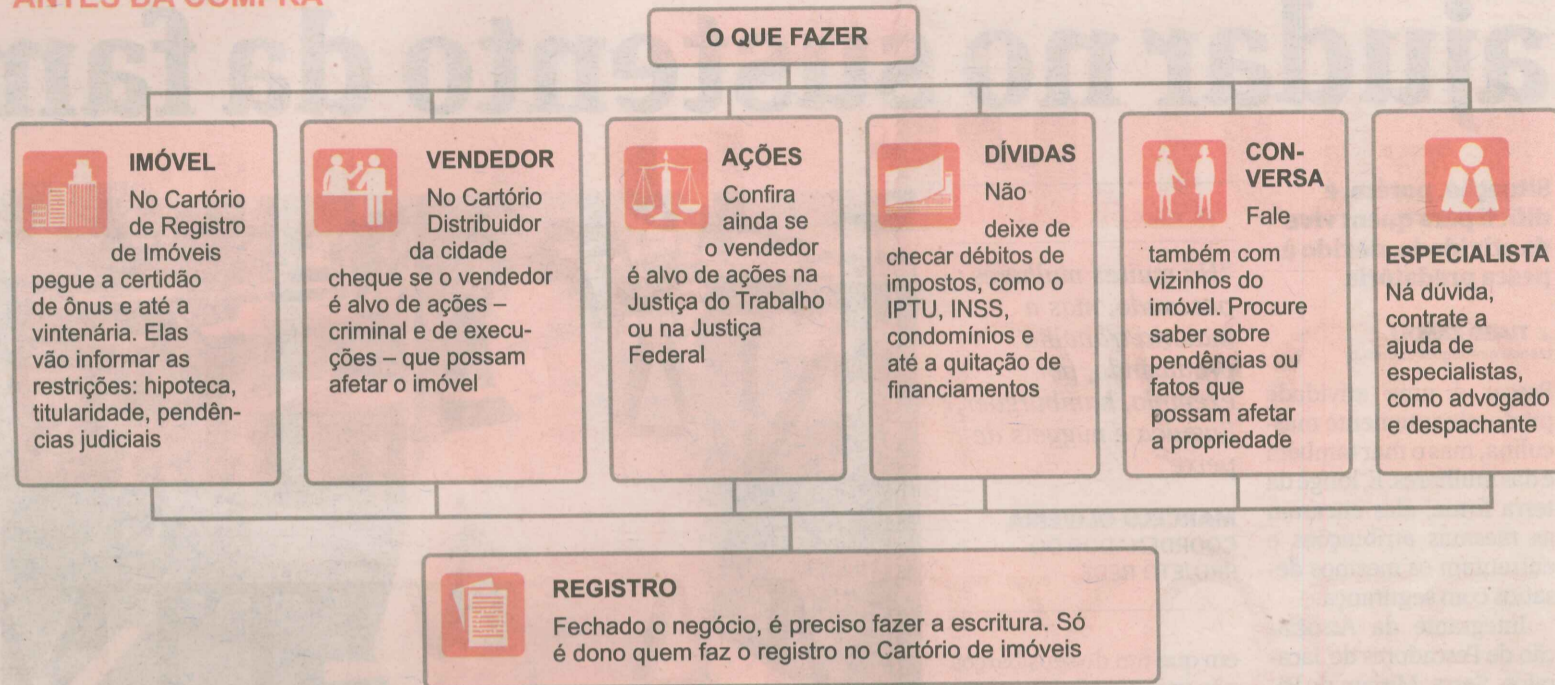 ANTES DA COMPRA
O QUE FAZER
IMÓVEL
No Cartório
de Registro
de Imóveis
pegue a certidão
de ônus e até a
vintenária. Elas
vão informar as
restrições: hipoteca,
titularidade, pendên-
cias judiciais
VENDEDOR
No Cartório
Distribuidor
da cidade
cheque se o vendedor
é alvo de ações –
criminal e de execu-
ções – que possam
afetar o imóvel
AÇÕES
Confira
ainda se
o vendedor
é alvo de ações na
Justiça do Trabalho
ou na Justiça
Federal
DÍVIDAS
Não
deixe de
checar débitos de
impostos, como o
IPTU, INSS,
condomínios e
até a quitação de
financiamentos
CON-
VERSA
Fale
também com
vizinhos do
imóvel. Procure
saber sobre
pendências ou
fatos que
possam afetar
a propriedade
ESPECIALISTA
Ná dúvida,
contrate a
ajuda de
especialistas,
como advogado
e despachante
REGISTRO
Fechado o negócio, é preciso fazer a escritura. Só
é dono quem faz o registro no Cartório de imóveis